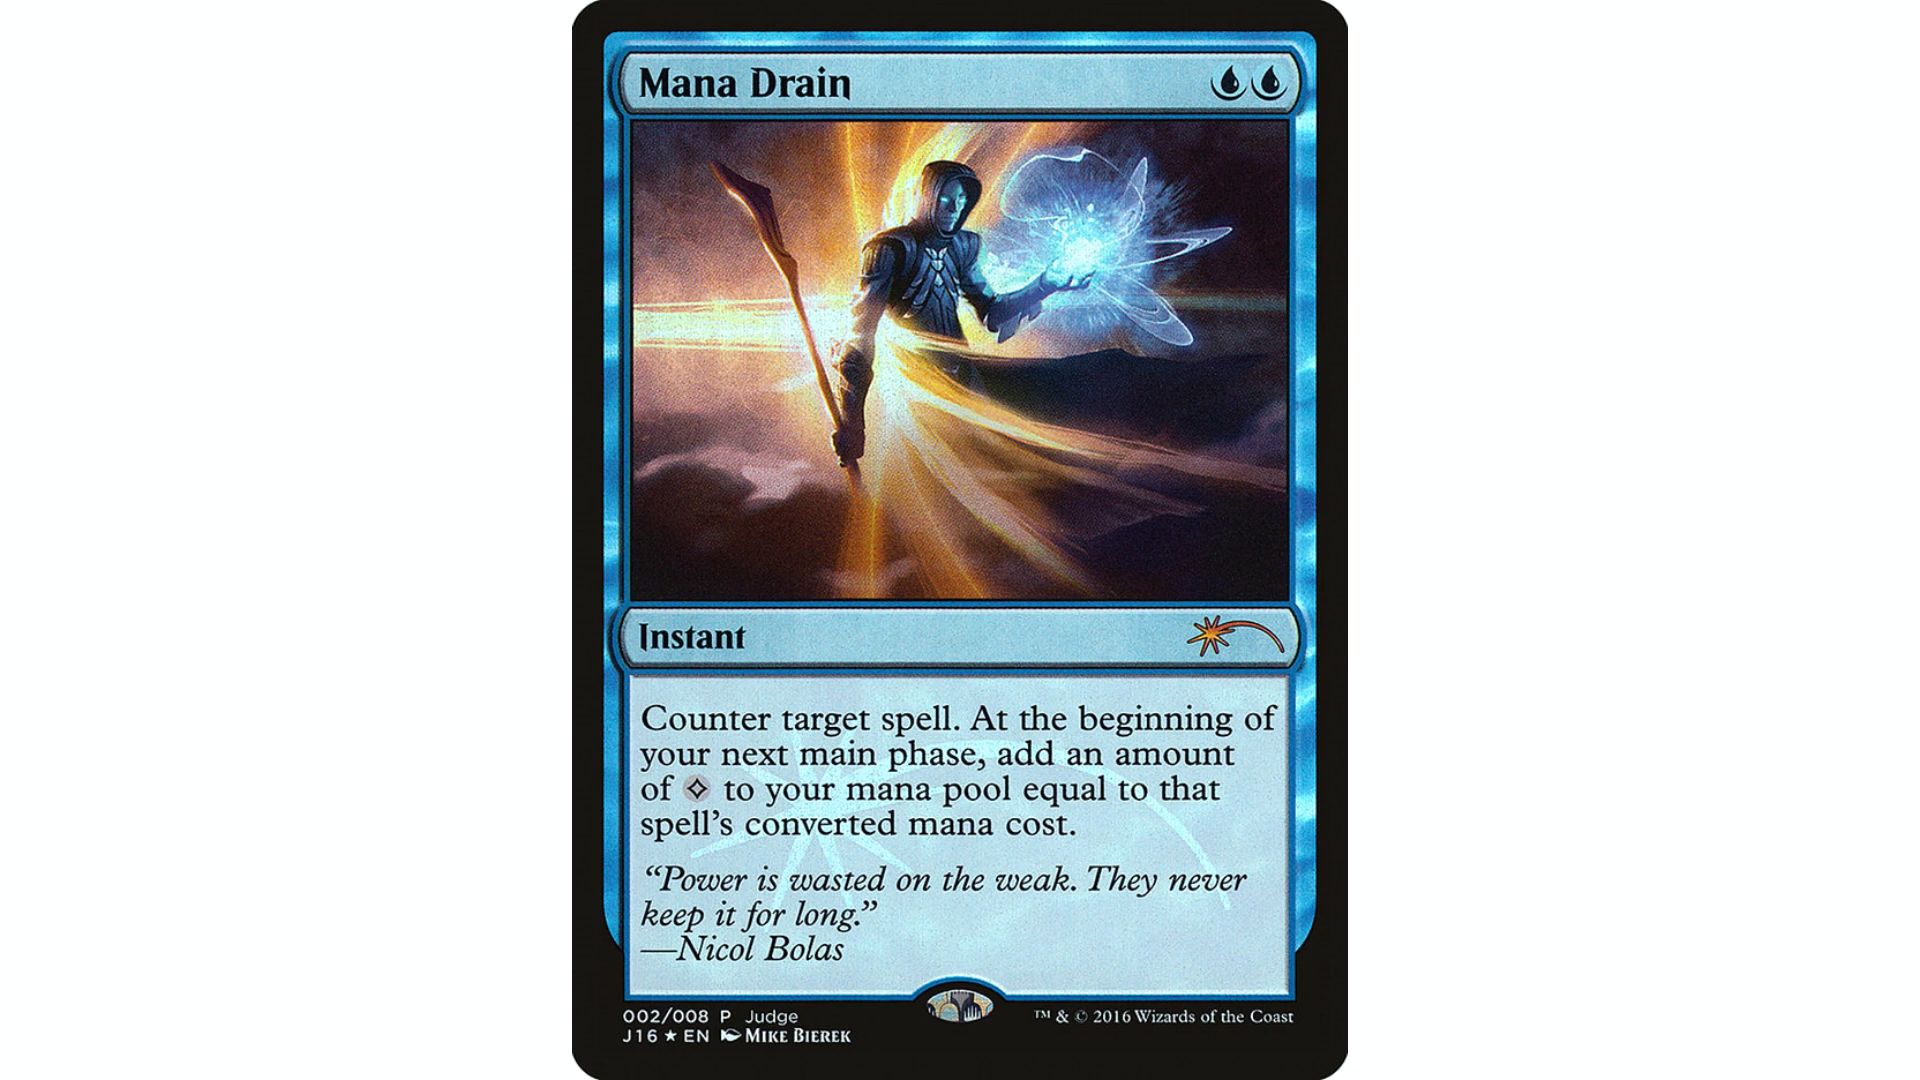 Mana Drain
Instant
Counter target spell. At the beginning of
your next main phase, add an amount
of to your mana pool equal to that
spell's converted mana cost.
“Power is wasted on the weak. They never
keep it for long.”
—Nicol Bolas
002/008 P Judge
™ & © 2016 Wizards of the Coast
J16 ★ EN MIKE BIEREK